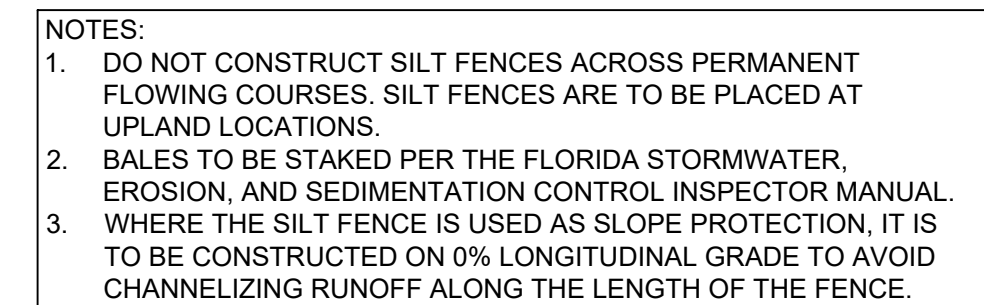 NOTES:
1. DO NOT CONSTRUCT SILT FENCES ACROSS PERMANENT
FLOWING COURSES. SILT FENCES ARE TO BE PLACED AT
UPLAND LOCATIONS.
2. BALES TO BE STAKED PER THE FLORIDA STORMWATER,
EROSION, AND SEDIMENTATION CONTROL INSPECTOR MANUAL.
3. WHERE THE SILT FENCE IS USED AS SLOPE PROTECTION, IT IS
TO BE CONSTRUCTED ON 0% LONGITUDINAL GRADE TO AVOID
CHANNELIZING RUNOFF ALONG THE LENGTH OF THE FENCE.